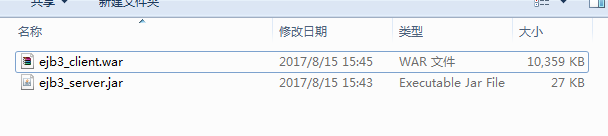 共享 新建文件夹
名称 修改日期 类型 大小
ejb3_client.war 2017/8/15 15:45 WAR 文件 10,359 KB
ejb3_server.jar 2017/8/15 15:43 Executable Jar File 27 KB